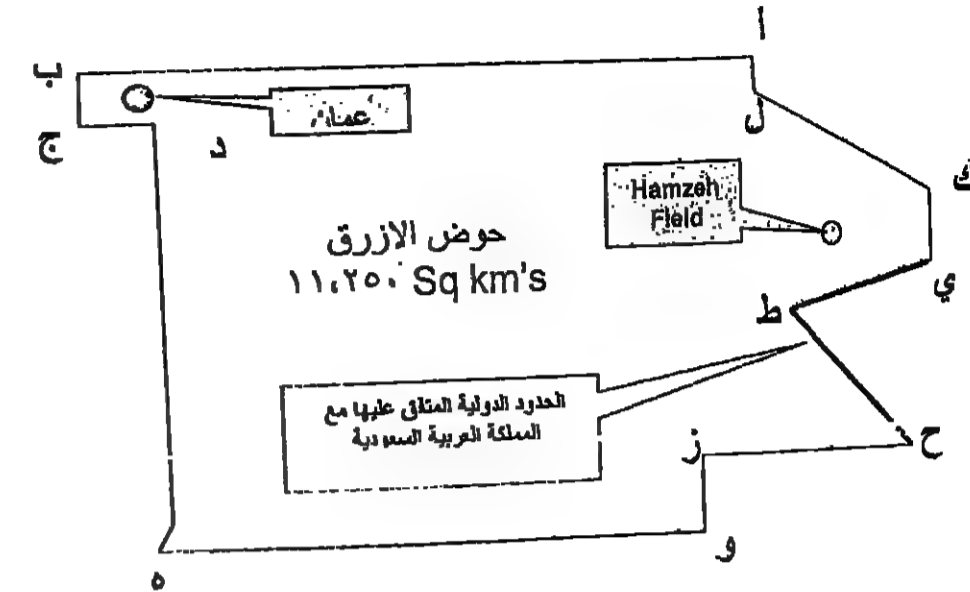 ا
ب
عمان
ل
ج
د
ك
Hamzeh
Field
حوض الازرق
١١،٢٥٠ Sq km's
ي
ط
الحدود الدولية المتفق عليها مع
المملكة العربية السعودية
ز
ح
و
ه